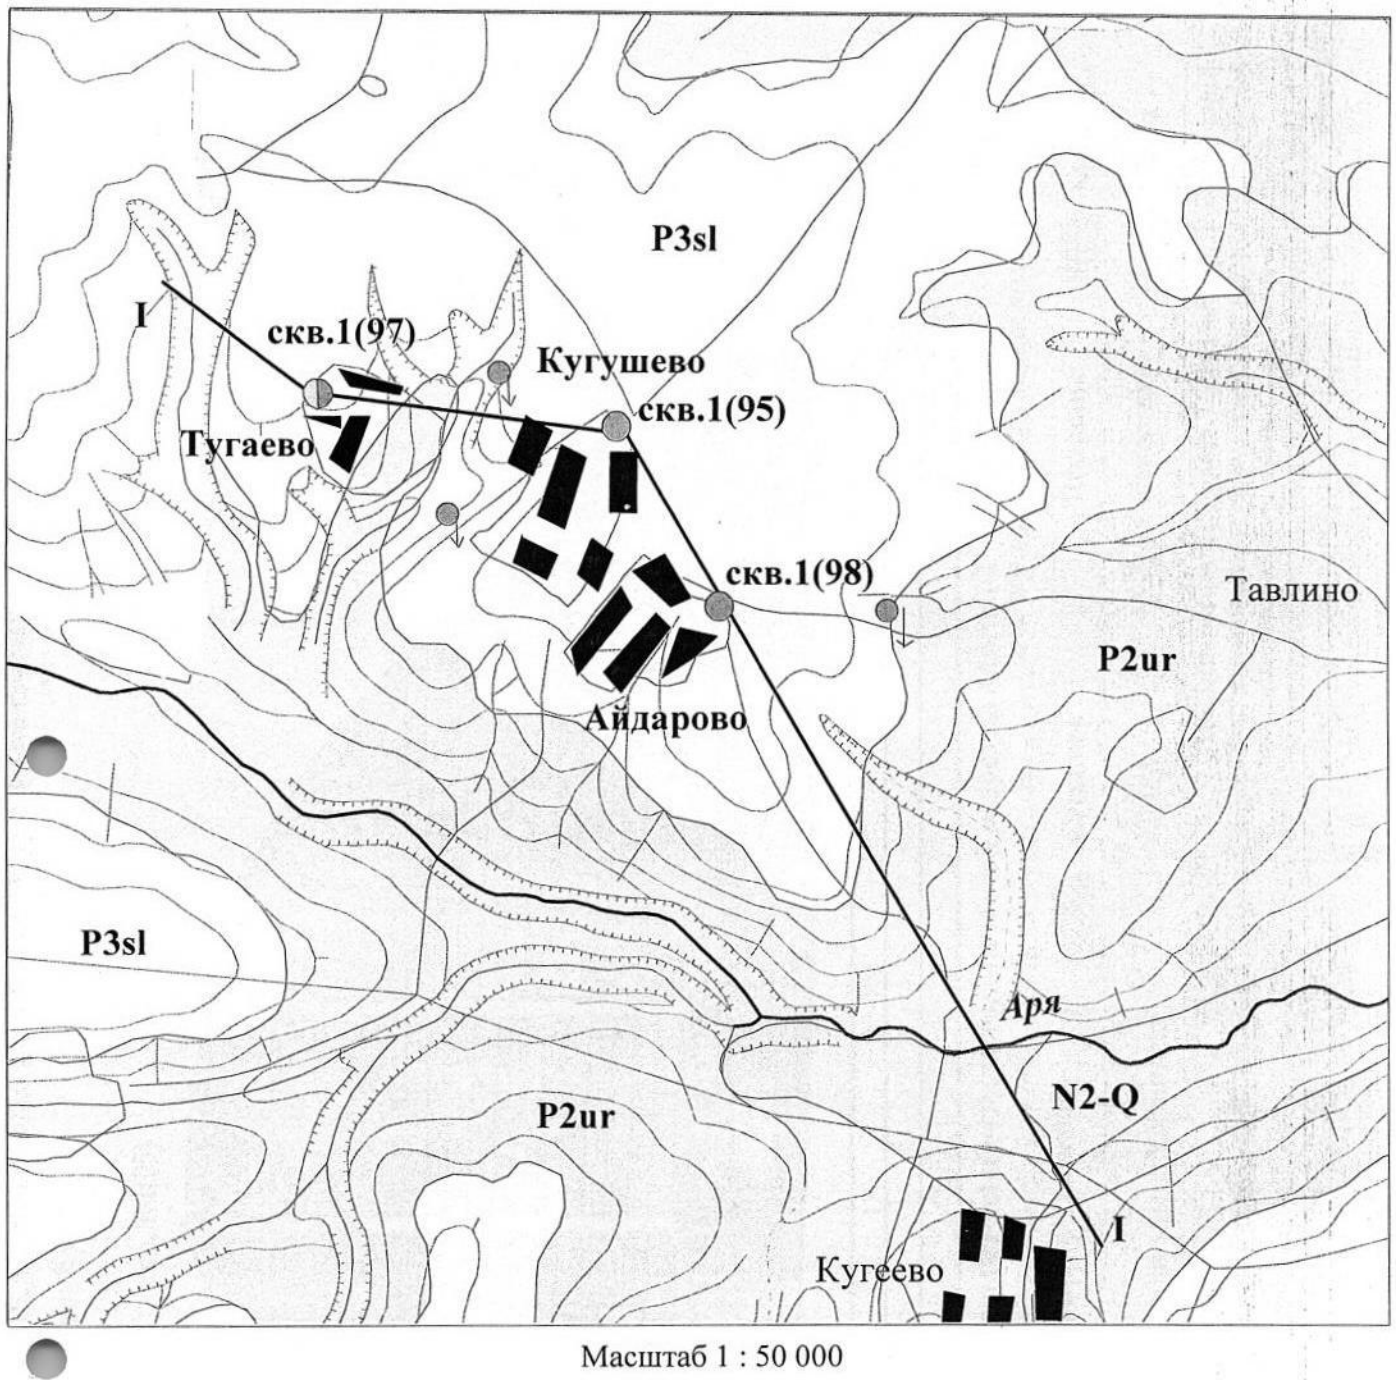 P3sl
I
скв.1(97)
Кугушево
скв.1(95)
Тугаево
скв.1(98)
Тавлино
P2ur
Айдарово
P3sl
Аря
N2-Q
P2ur
I
Кугеево
Масштаб 1 : 50 000